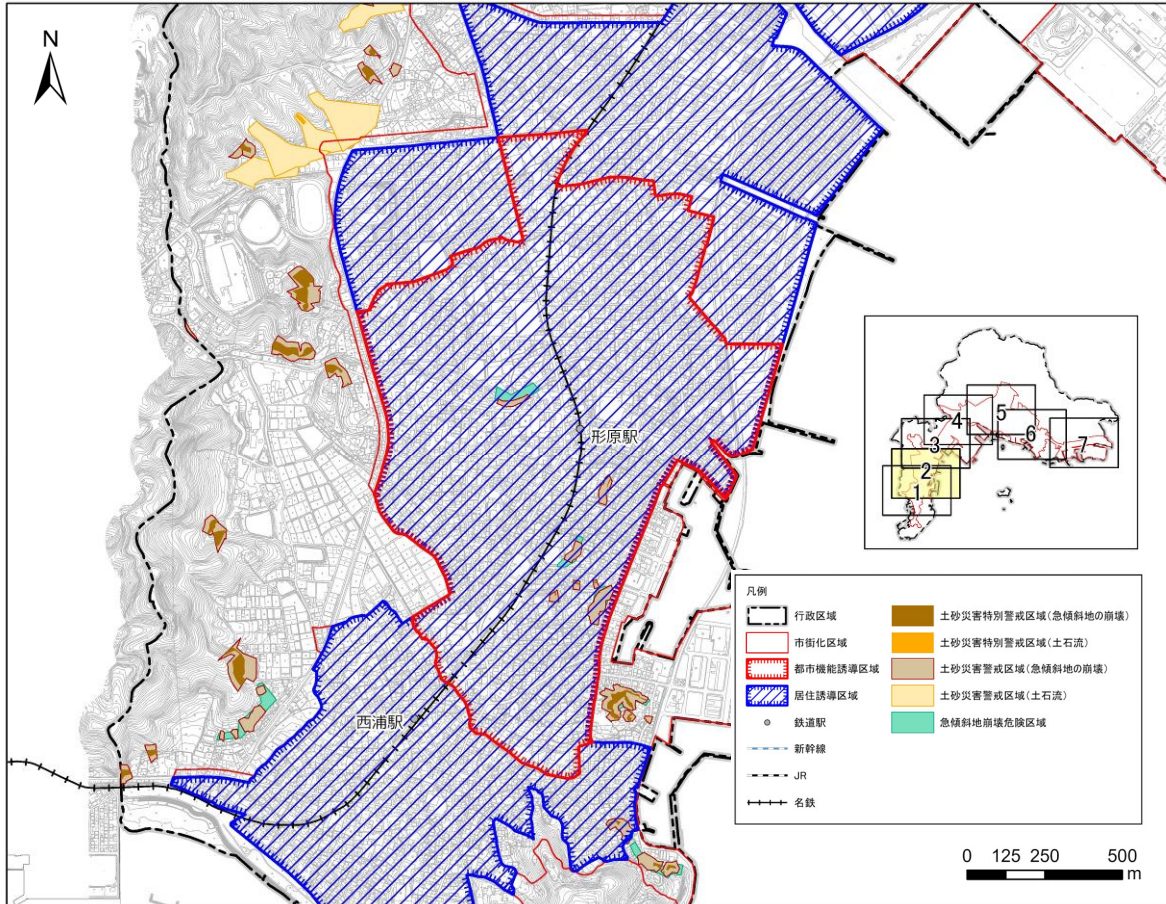 N
形原駅
西浦駅
5
4
6
3
7
2
1
凡例
行政区域
市街化区域
都市機能誘導区域
居住誘導区域
鉄道駅
新幹線
JR
名鉄
土砂災害特別警戒区域(急傾斜地の崩壊)
土砂災害特別警戒区域(土石流)
土砂災害警戒区域(急傾斜地の崩壊)
土砂災害警戒区域(土石流)
急傾斜地崩壊危険区域
0 125 250 500
m